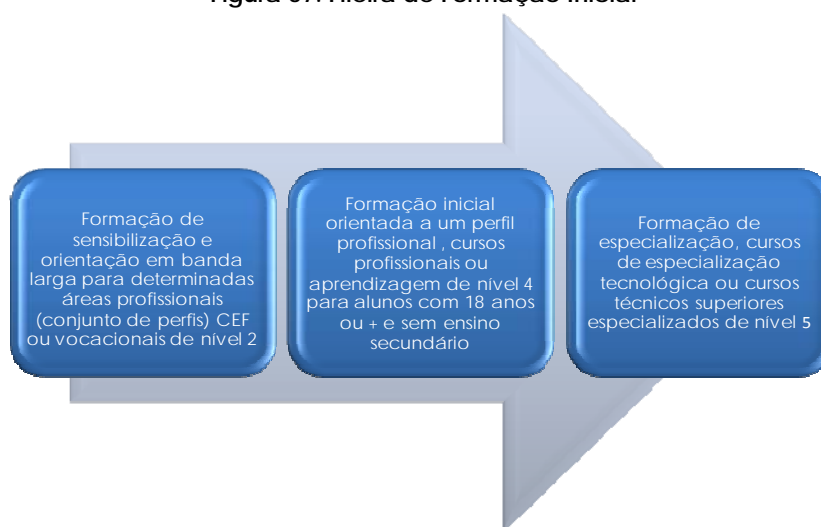 Formação Inicial
Formação de
sensibilização e
orientação em banda
larga para determinadas
áreas profissionais
(conjunto de perfis) CEF
ou vocacionais de nível 2
Formação inicial
orientada a um perfil
profissional , cursos
profissionais ou
aprendizagem de nível 4
para alunos com 18 anos
ou + e sem ensino
secundário
Formação de
especialização, cursos
de especialização
tecnológica ou cursos
técnicos superiores
especializados de nível 5